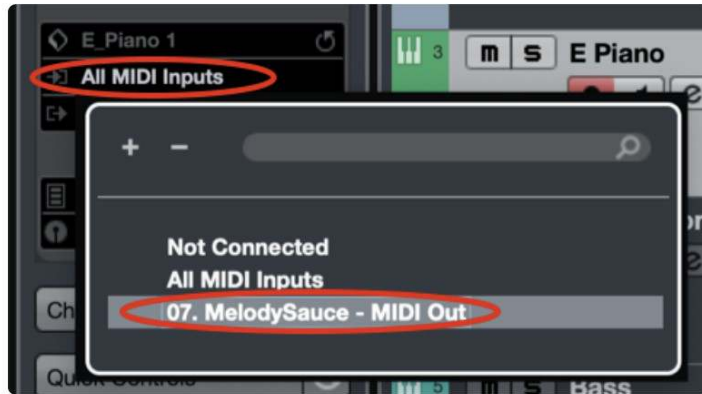 E_Piano 1
All MIDI Inputs
3 m s E Piano
Not Connected
All MIDI Inputs
07. MelodySauce - MIDI Out
Ch
Quick Controls
5 m s Bass